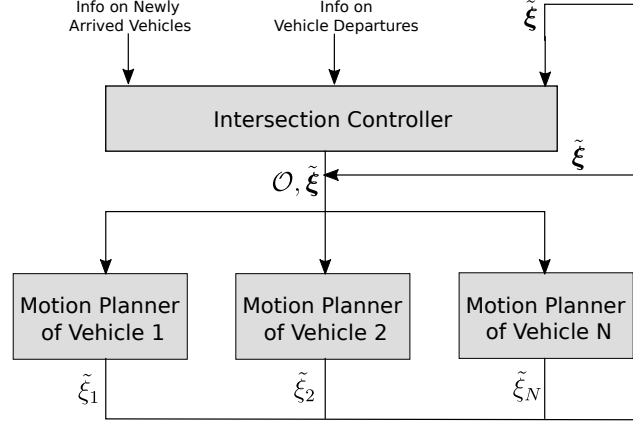 Info on Newly
Arrived Vehicles
Info on
Vehicle Departures
ξ̃
Intersection Controller
ξ̃
𝒪, ξ̃
Motion Planner
of Vehicle 1
Motion Planner
of Vehicle 2
Motion Planner
of Vehicle N
ξ̃₁
ξ̃₂
ξ̃_N